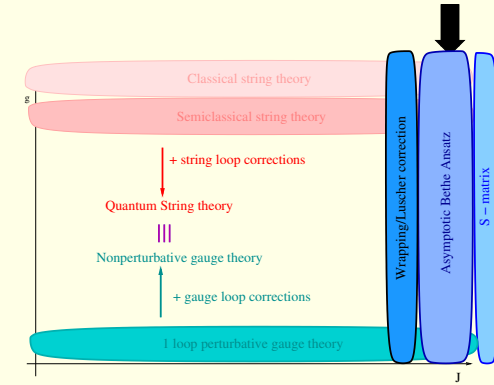 Classical string theory
g
Semiclassical string theory
+ string loop corrections
Quantum String theory
Nonperturbative gauge theory
+ gauge loop corrections
1 loop perturbative gauge theory
J
Wrapping/Luscher correction
Asymptotic Bethe Ansatz
S − matrix